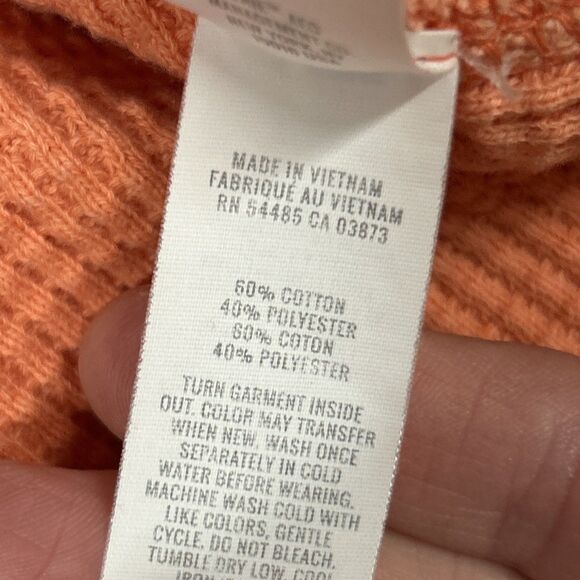 MADE IN VIETNAM
FABRIQUÉ AU VIETNAM
RN 54485 CA 03873
60% COTTON
40% POLYESTER
60% COTON
40% POLYESTER
TURN GARMENT INSIDE
OUT. COLOR MAY TRANSFER
WHEN NEW. WASH ONCE
SEPARATELY IN COLD
WATER BEFORE WEARING.
MACHINE WASH COLD WITH
LIKE COLORS, GENTLE
CYCLE. DO NOT BLEACH.
TUMBLE DRY LOW. COOL